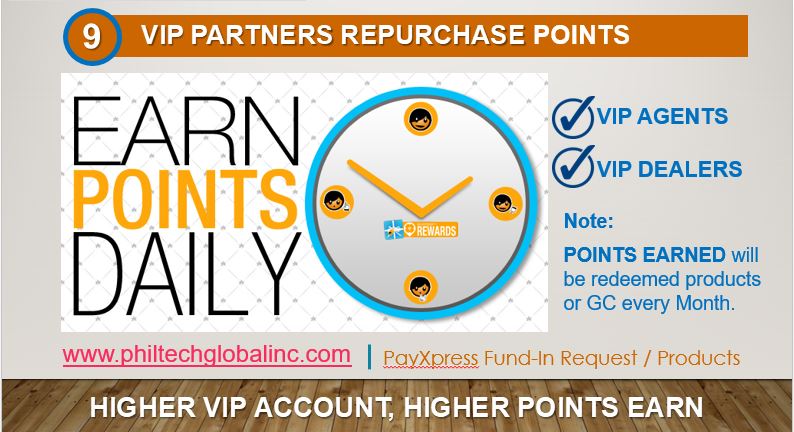 9
VIP PARTNERS REPURCHASE POINTS
EARN
POINTS
DAILY
REWARDS
VIP AGENTS
VIP DEALERS
Note:
POINTS EARNED will
be redeemed products
or GC every Month.
www.philtechglobalinc.com | PayXpress Fund-In Request / Products
HIGHER VIP ACCOUNT, HIGHER POINTS EARN